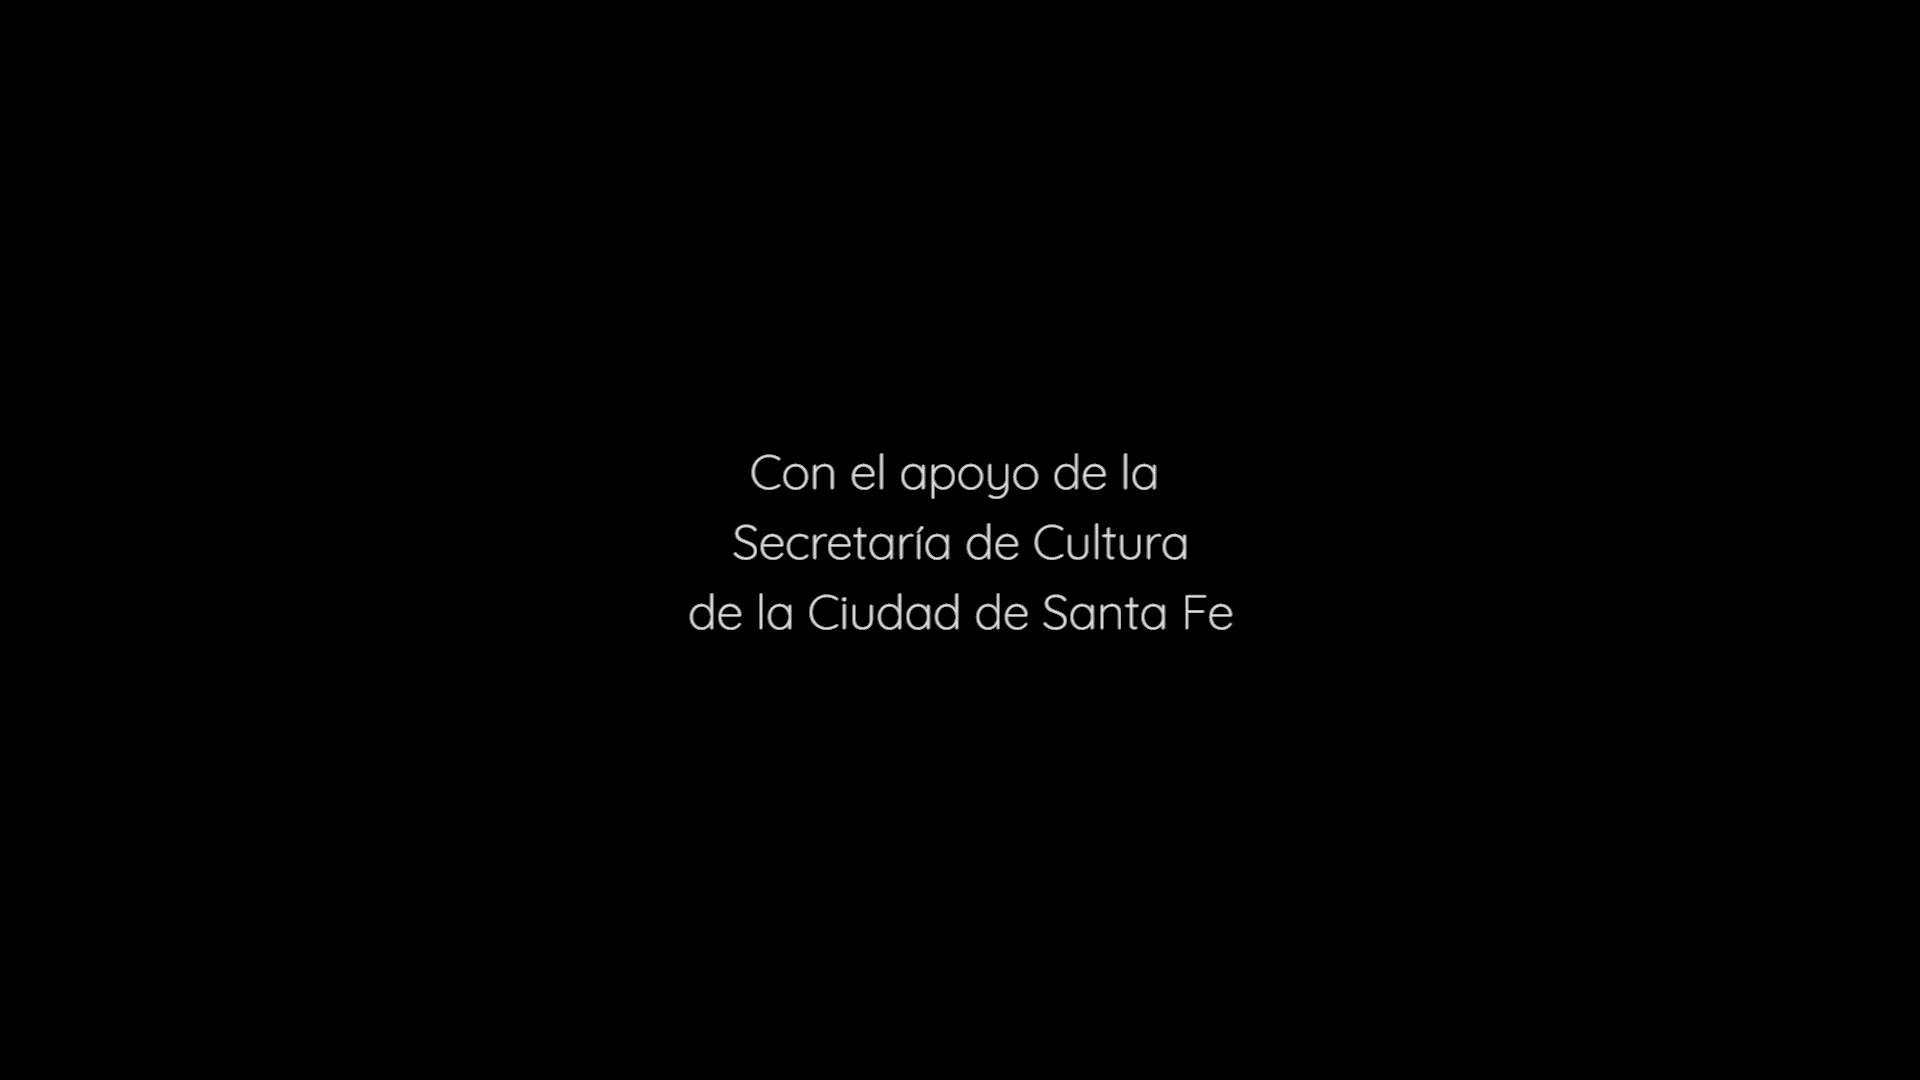 Con el apoyo de la
Secretaría de Cultura
de la Ciudad de Santa Fe